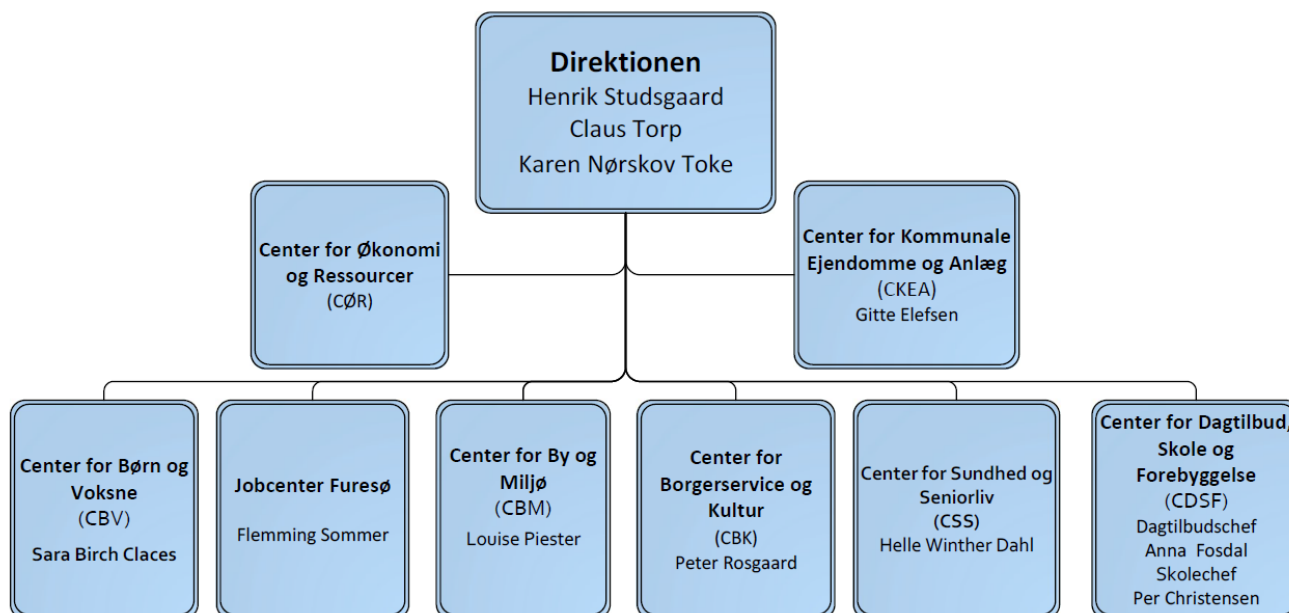 Direktionen
Henrik Studsgaard
Claus Torp
Karen Nørskov Toke
Center for Økonomi
og Ressourcer
(CØR)
Center for Kommunale
Ejendomme og Anlæg
(CKEA)
Gitte Elefsen
Center for Børn og
Voksne
(CBV)
Sara Birch Claces
Jobcenter Furesø
Flemming Sommer
Center for By og
Miljø
(CBM)
Louise Piester
Center for
Borgerservice og
Kultur
(CBK)
Peter Rosgaard
Center for Sundhed og
Seniorliv
(CSS)
Helle Winther Dahl
Center for Dagtilbud,
Skole og
Forebyggelse
(CDSF)
Dagtilbudschef
Anna Fosdal
Skolechef
Per Christensen